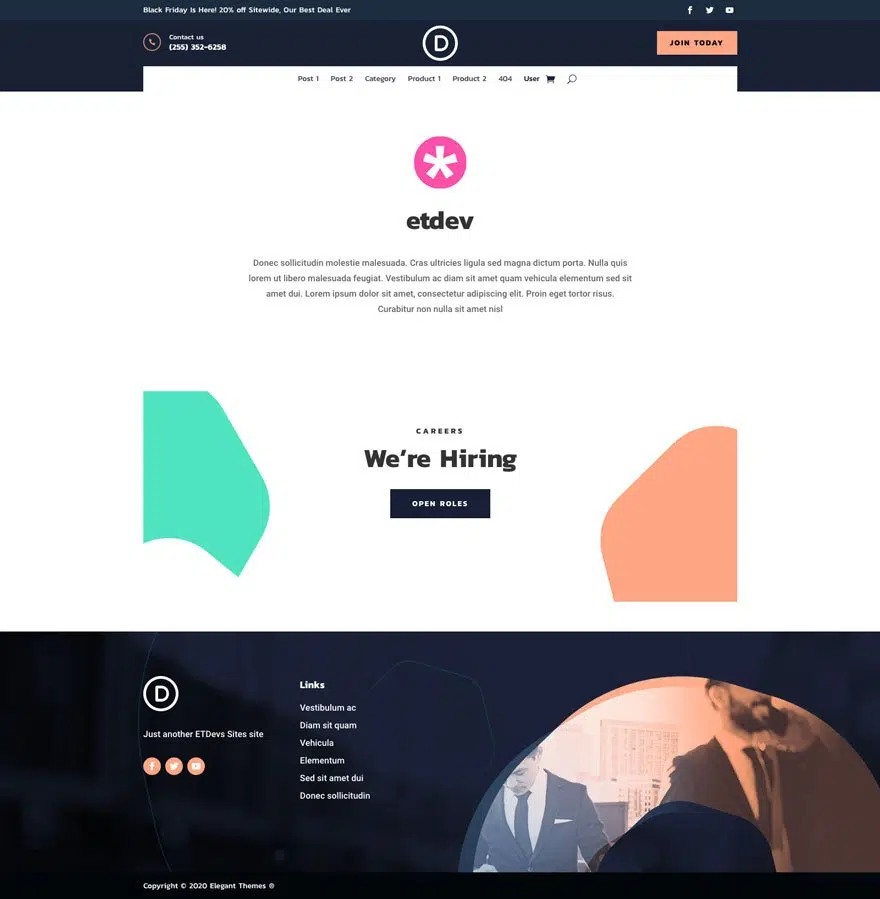 Black Friday Is Here! 20% off Sitewide, Our Best Deal Ever
Contact us
(255) 352-6258
D
JOIN TODAY
Post 1 Post 2 Category Product 1 Product 2 404 User
etdev
Donec sollicitudin molestie malesuada. Cras ultricies ligula sed magna dictum porta. Nulla quis
lorem ut libero malesuada feugiat. Vestibulum ac diam sit amet quam vehicula elementum sed sit
amet dui. Lorem ipsum dolor sit amet, consectetur adipiscing elit. Proin eget tortor risus.
Curabitur non nulla sit amet nisl
CAREERS
We're Hiring
OPEN ROLES
D
Just another ETDevs Sites site
Links
Vestibulum ac
Diam sit quam
Vehicula
Elementum
Sed sit amet dui
Donec sollicitudin
Copyright © 2020 Elegant Themes ®